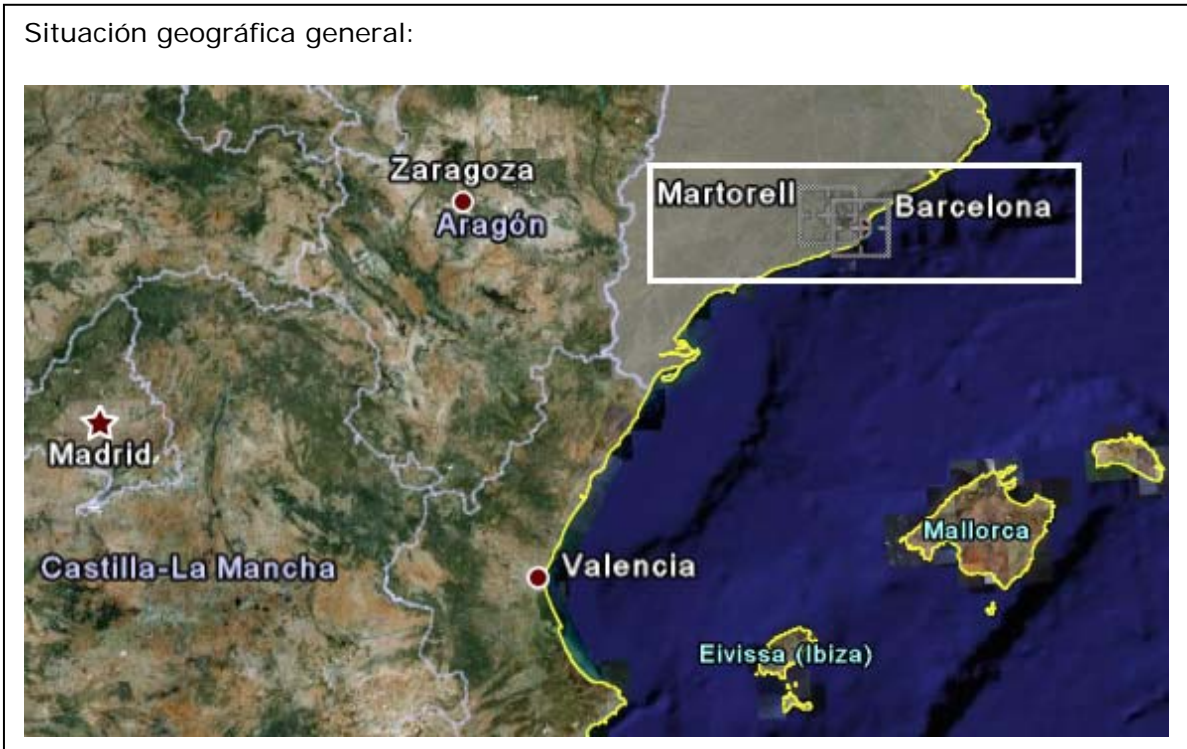 Situación geográfica general:
Zaragoza
Aragón
Martorell
Barcelona
Madrid
Castilla-La Mancha
Valencia
Mallorca
Eivissa (Ibiza)